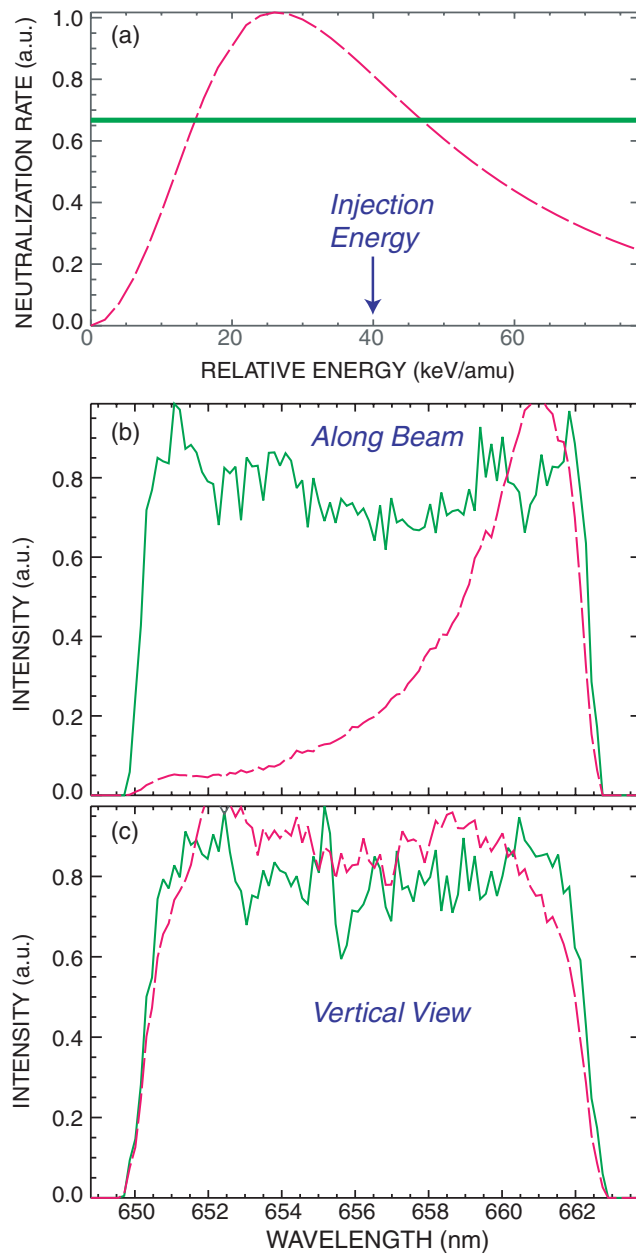 (a)
NEUTRALIZATION RATE (a.u.)
1.0
0.8
0.6
0.4
0.2
0.0
Injection
Energy
0 20 40 60
RELATIVE ENERGY (keV/amu)
(b)
Along Beam
INTENSITY (a.u.)
0.8
0.6
0.4
0.2
0.0
(c)
Vertical View
INTENSITY (a.u.)
0.8
0.6
0.4
0.2
0.0
650 652 654 656 658 660 662
WAVELENGTH (nm)